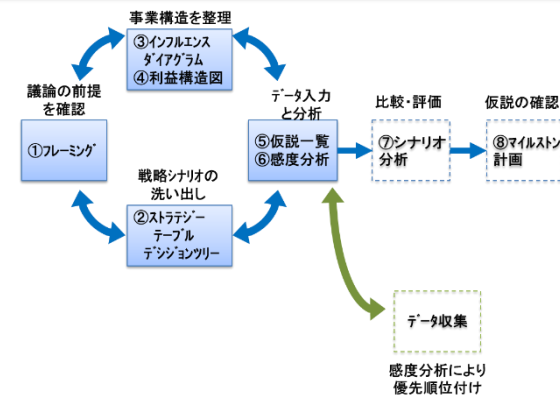 事業構造を整理
③インフルエンス
ダイアグラム
④利益構造図
議論の前提
を確認
①フレーミング
戦略シナリオの
洗い出し
②ストラテジー
テーブル
デシジョンツリー
データ入力
と分析
⑤仮説一覧
⑥感度分析
比較・評価
⑦シナリオ
分析
仮説の確認
⑧マイルストン
計画
データ収集
感度分析により
優先順位付け